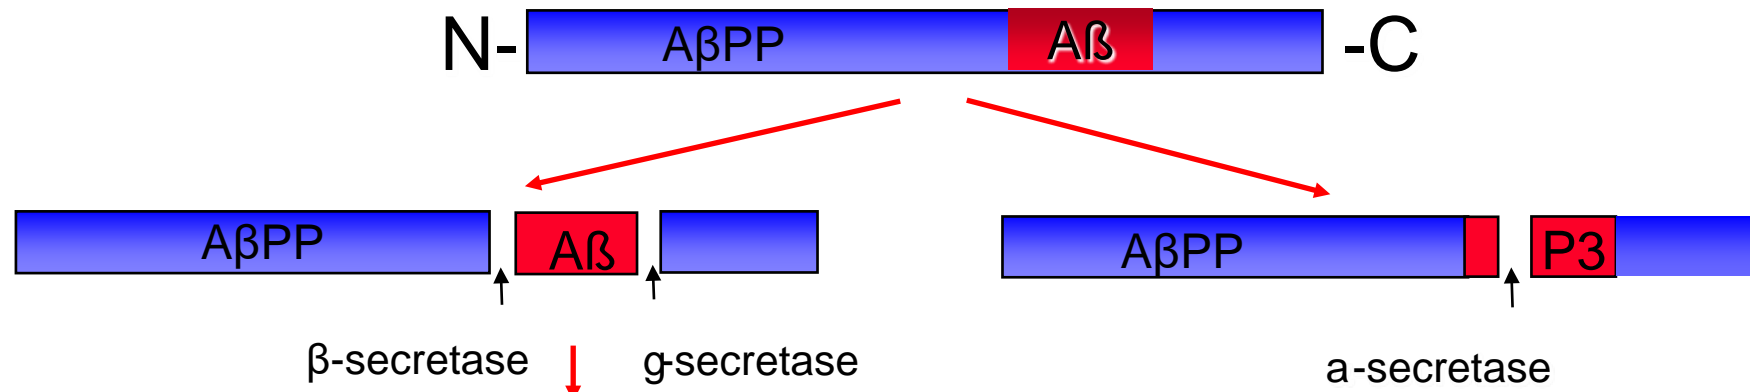 N- AβPP Aß -C
AβPP Aß AβPP P3
β-secretase g-secretase a-secretase